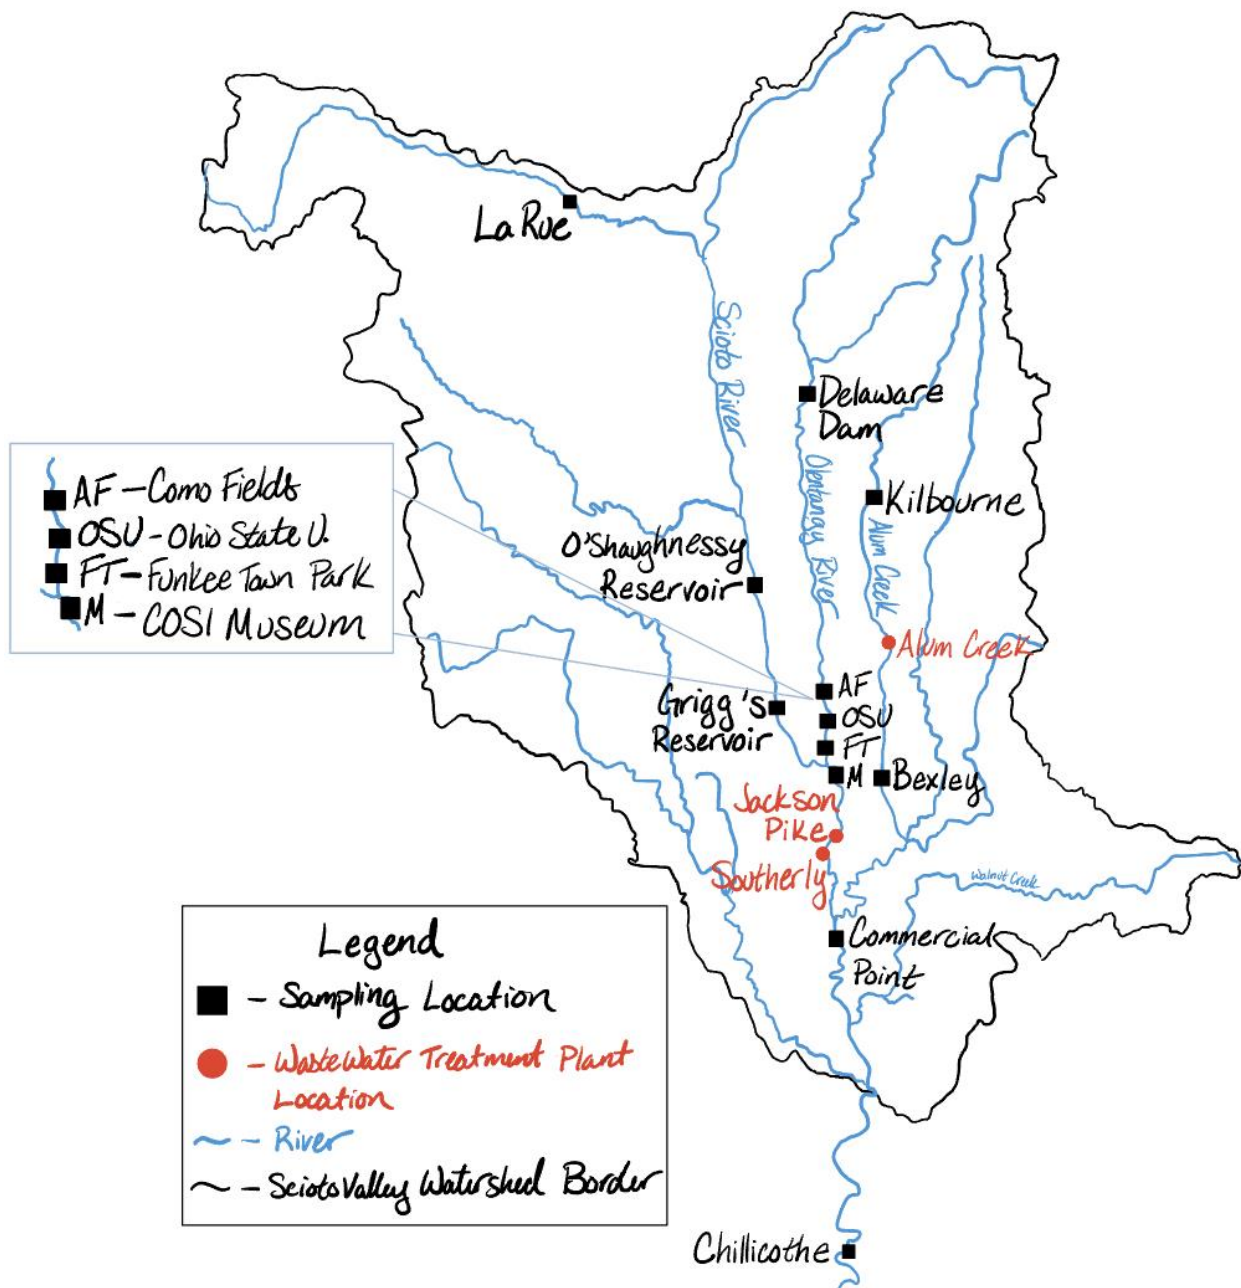 La Rue
Scioto River
Delaware
Dam
Olentangy River
Kilbourne
Alum Creek
AF - Como Fields
OSU - Ohio State U.
FT - Funkee Town Park
M - COSI Museum
O'Shaughnessy
Reservoir
Alum Creek
Grigg's
Reservoir
AF
OSU
FT
M
Bexley
Jackson
Pike
Southerly
Walnut Creek
Commercial
Point
Legend
- Sampling Location
- WasteWater Treatment Plant
Location
- River
- Scioto Valley Watershed Border
Chillicothe